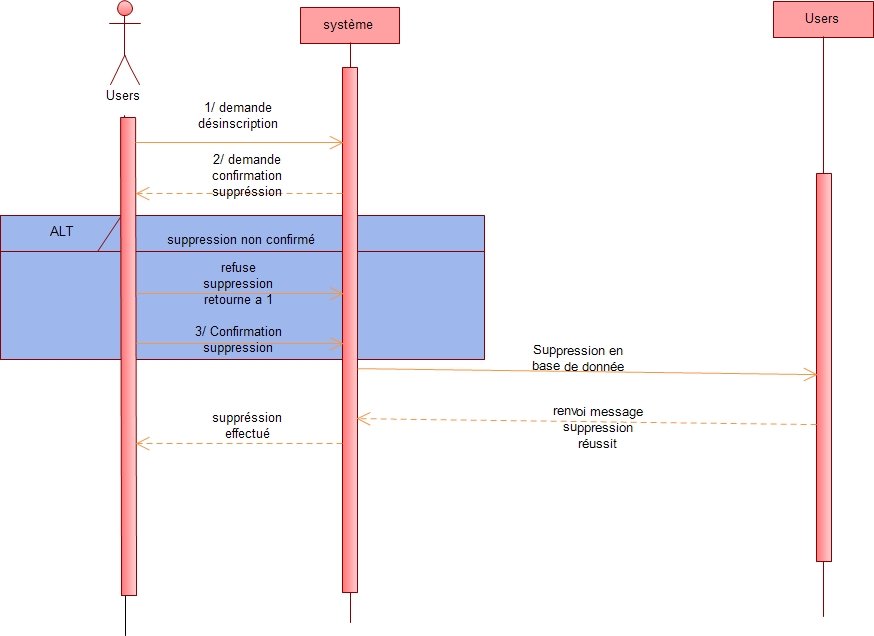 système
Users
Users
1/ demande
désinscription
2/ demande
confirmation
suppréssion
ALT
suppression non confirmé
refuse
suppression
retourne a 1
3/ Confirmation
suppression
Suppression en
base de donnée
renvoi message
suppression
réussit
suppréssion
effectué